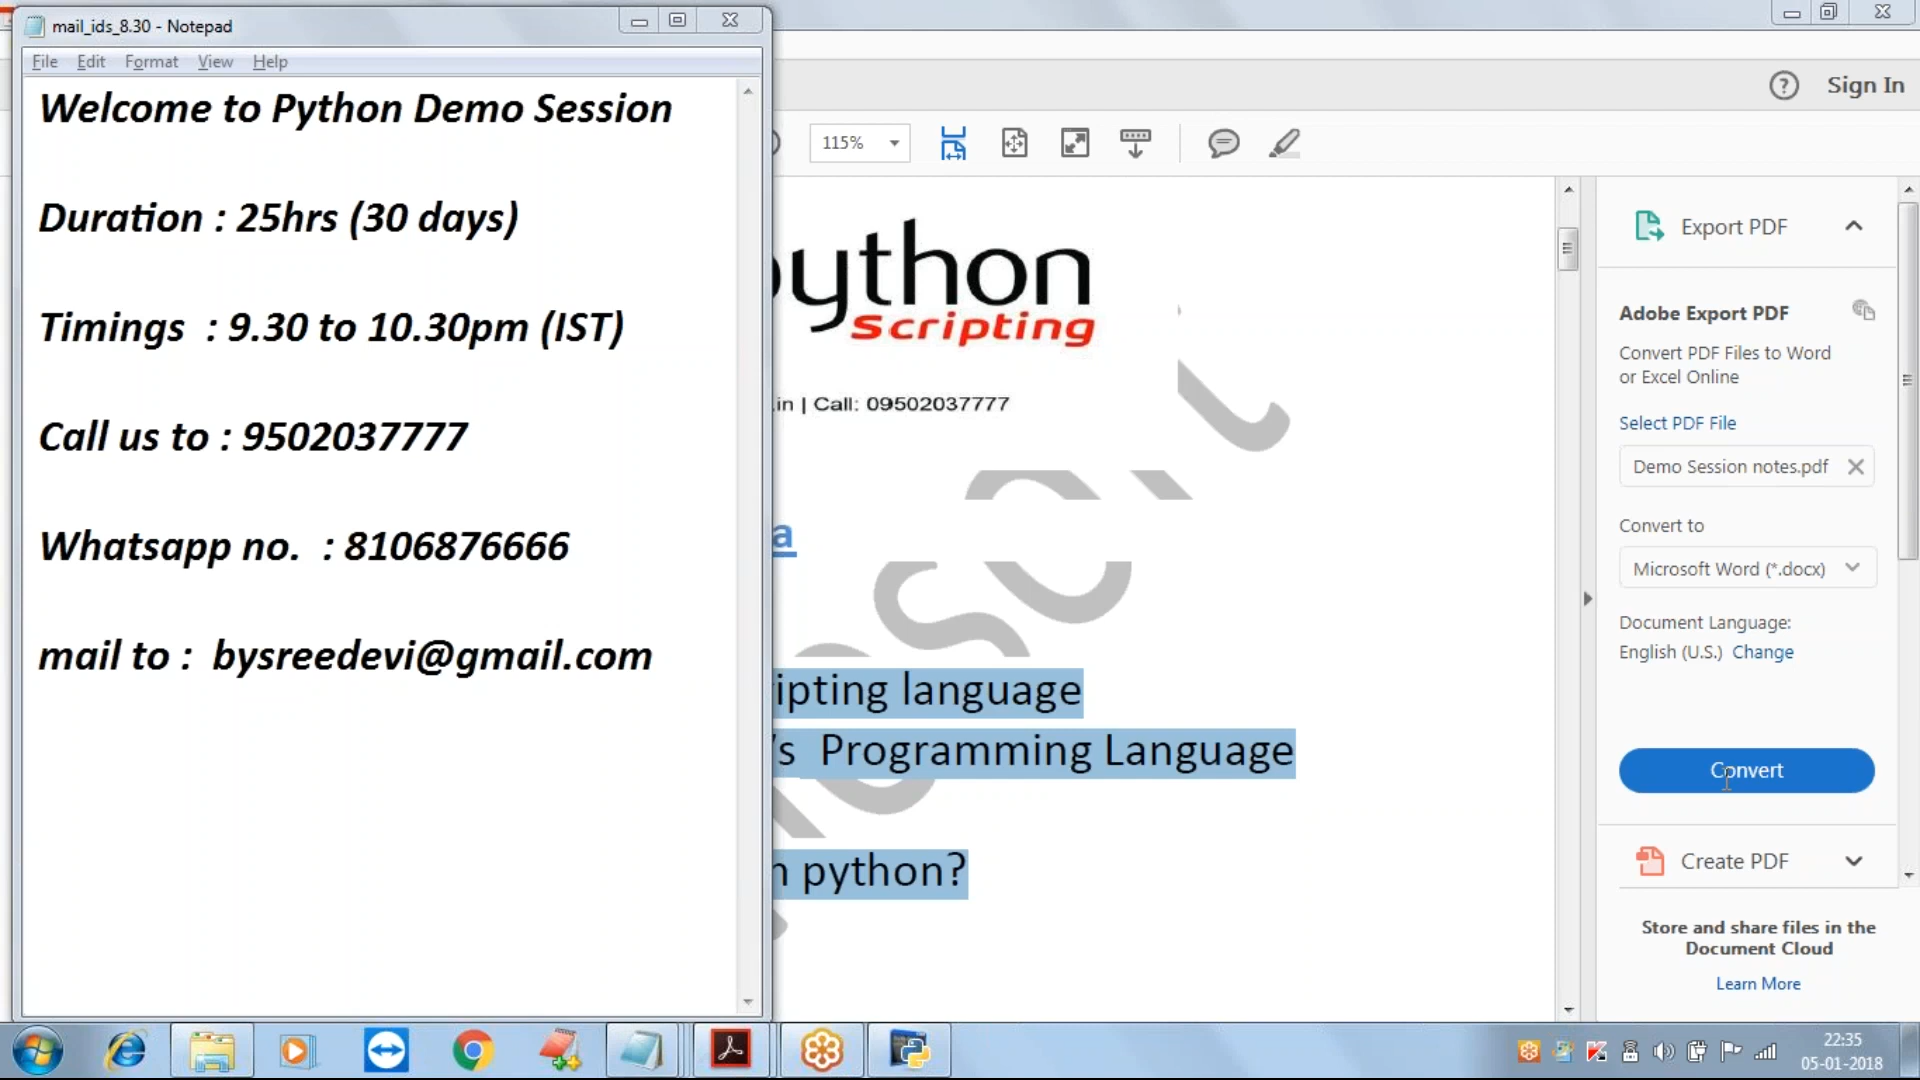 mail_ids_8.30 - Notepad
File Edit Format View Help
Welcome to Python Demo Session
Duration : 25hrs (30 days)
Timings : 9.30 to 10.30pm (IST)
Call us to : 9502037777
Whatsapp no. : 8106876666
mail to : bysreedevi@gmail.com
Sign In
115%
python
Scripting
.in | Call: 09502037777
a
ipting language
's Programming Language
n python?
Export PDF
Adobe Export PDF
Convert PDF Files to Word
or Excel Online
Select PDF File
Demo Session notes.pdf
Convert to
Microsoft Word (*.docx)
Document Language:
English (U.S.) Change
Convert
Create PDF
Store and share files in the
Document Cloud
Learn More
22:35
05-01-2018